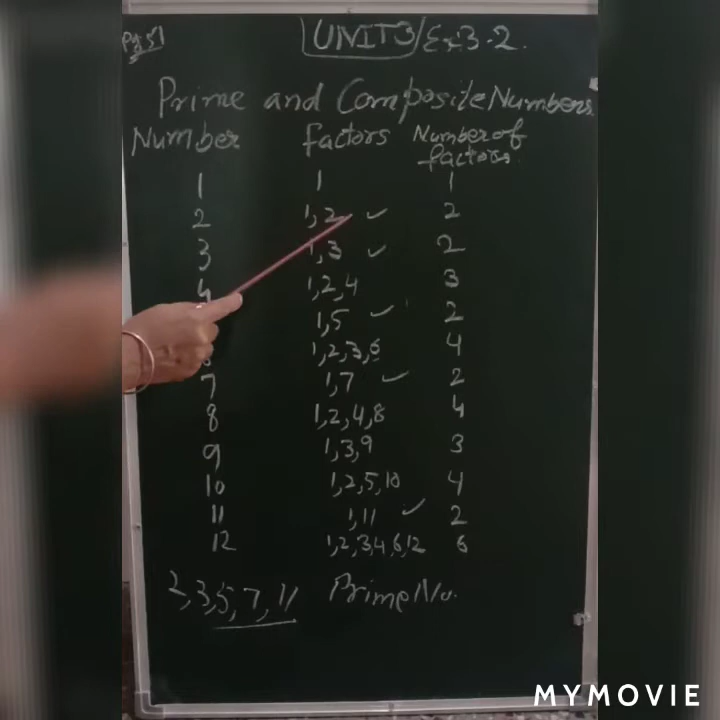 Pg 51 UNIT3/Ex3.2.
Prime and Composite Numbers
Number factors Number of factors.
1 1 1
2 1,2 ✓ 2
3 1,3 ✓ 2
4 1,2,4 3
1,5 ✓ 2
6 1,2,3,6 4
7 1,7 ✓ 2
8 1,2,4,8 4
9 1,3,9 3
10 1,2,5,10 4
11 1,11 ✓ 2
12 1,2,3,4,6,12 6
2,3,5,7,11 Prime No.
MYMOVIE